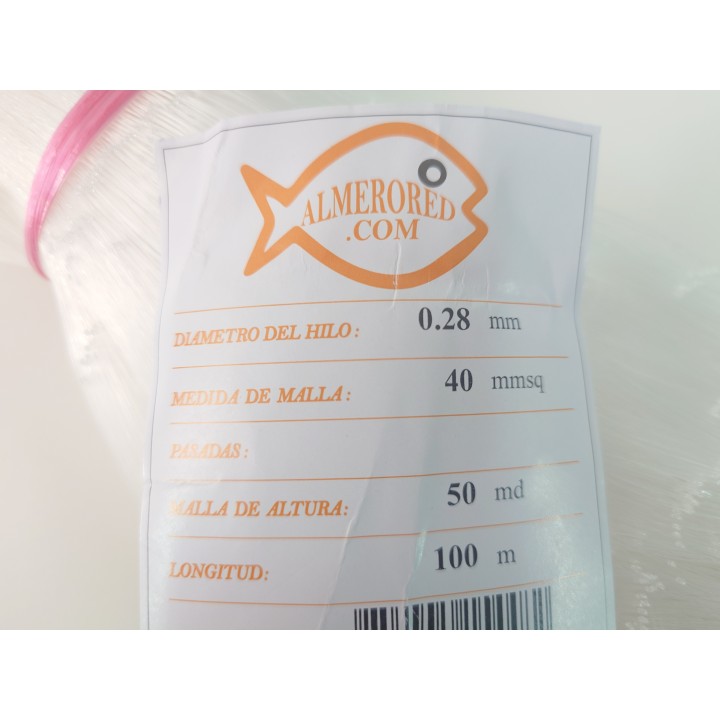 ALMERORED
.COM
DIAMETRO DEL HILO: 0.28 mm
MEDIDA DE MALLA: 40 mmsq
PASADAS:
MALLA DE ALTURA: 50 md
LONGITUD: 100 m